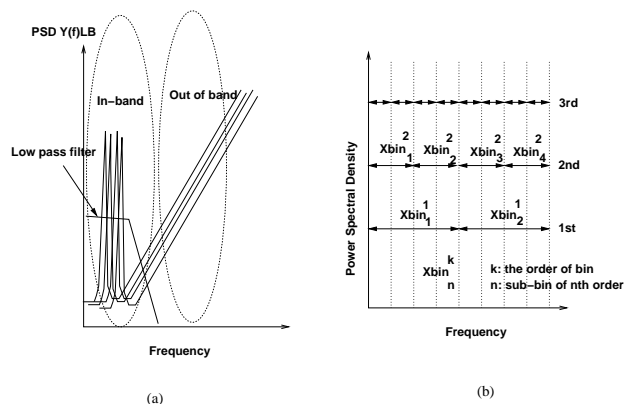 PSD Y(f)LB
In-band
Out of band
Low pass filter
Frequency
(a)
Power Spectral Density
3rd
Xbin 2 1
Xbin 2 2
Xbin 2 3
Xbin 2 4
2nd
Xbin 1 1
Xbin 1 2
1st
Xbin k n
k: the order of bin
n: sub-bin of nth order
Frequency
(b)